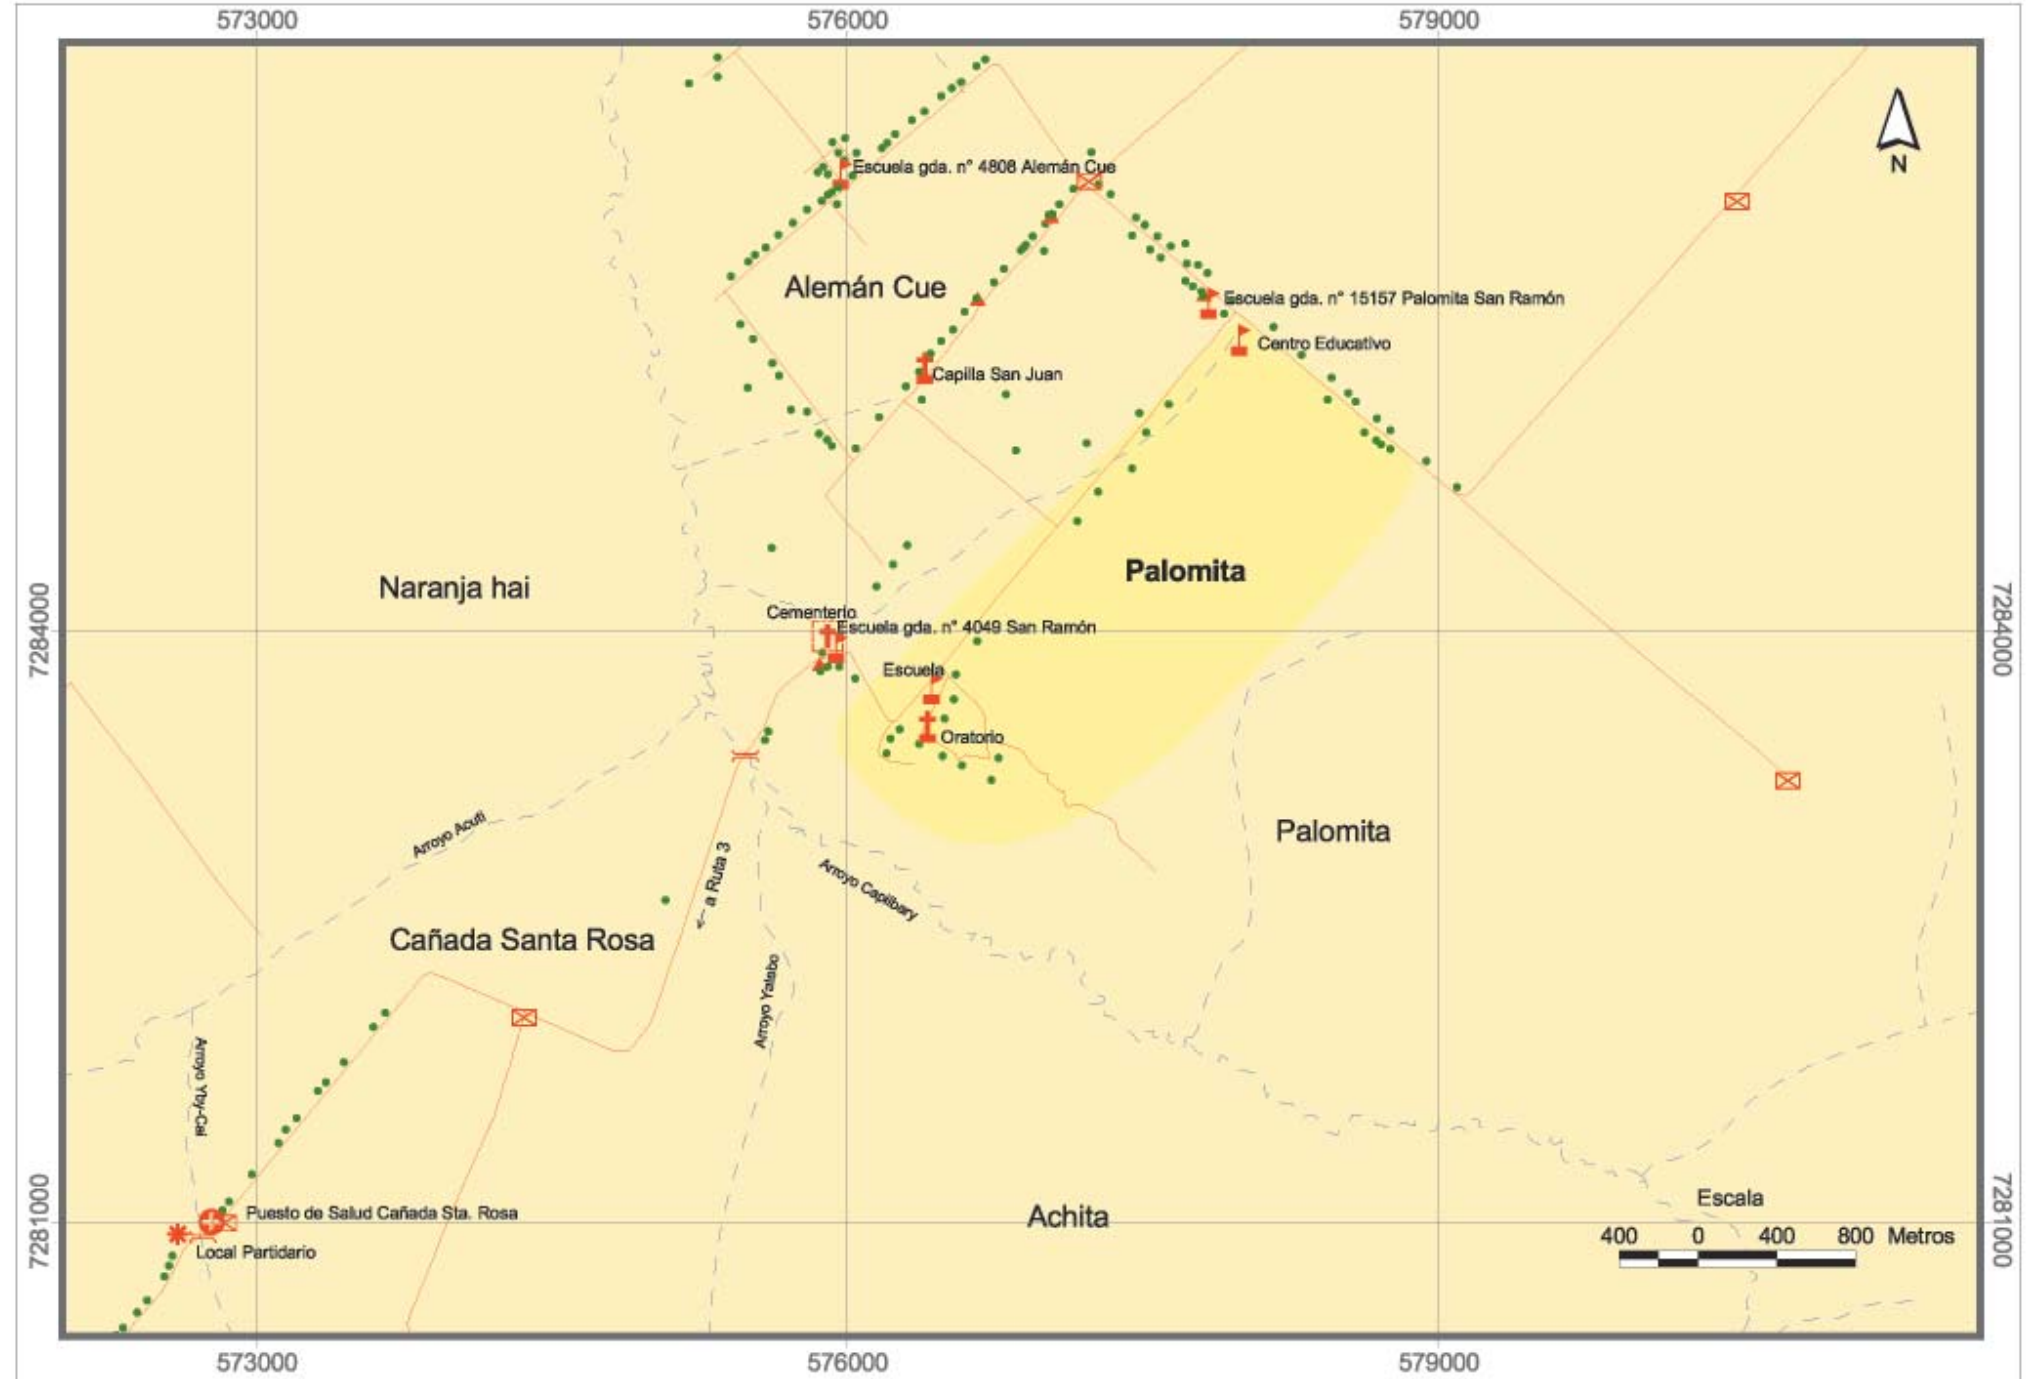 573000
576000
579000
N
Escuela gda. n° 4808 Alemán Cue
Alemán Cue
Escuela gda. n° 15157 Palomita San Ramón
Centro Educativo
Capilla San Juan
Palomita
Naranja hai
7284000
7284000
Cementerio
Escuela gda. n° 4049 San Ramón
Escuela
Oratorio
Palomita
Arroyo Acuti
a Ruta 3
Arroyo Capiibary
Cañada Santa Rosa
Arroyo Yatebo
Arroyo Yby-Cai
7281000
7281000
Puesto de Salud Cañada Sta. Rosa
Local Partidario
Achita
Escala
400 0 400 800 Metros
573000
576000
579000